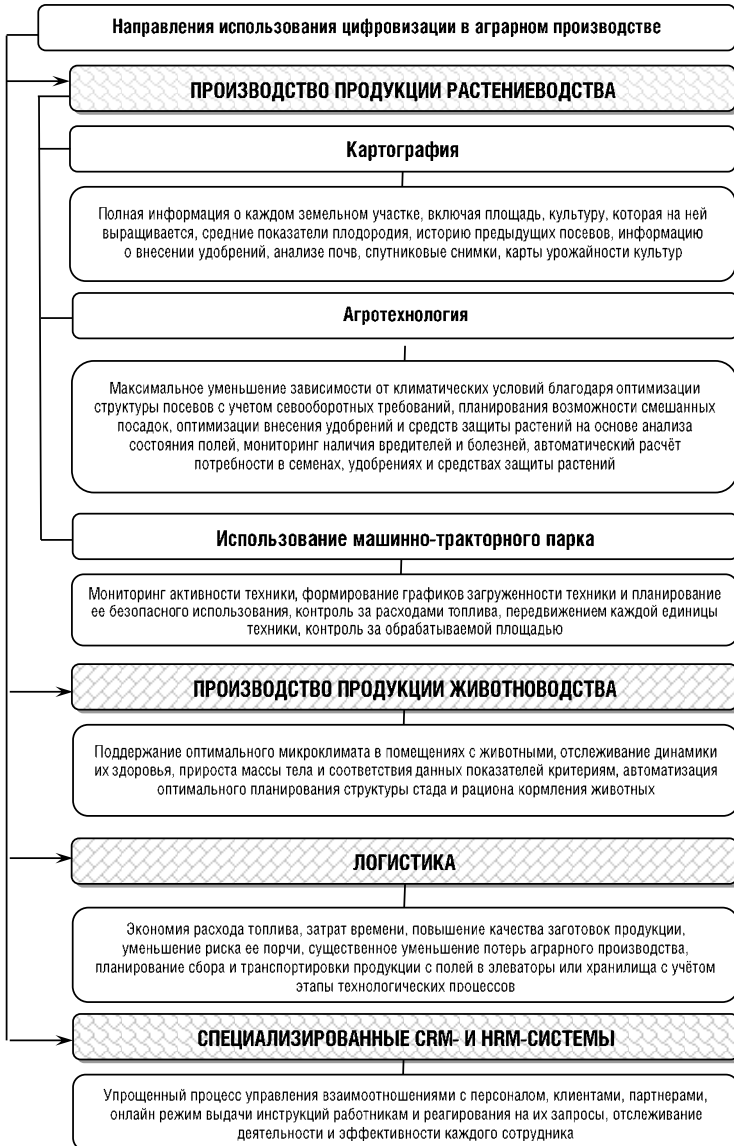 Направления использования цифровизации в аграрном производстве
ПРОИЗВОДСТВО ПРОДУКЦИИ РАСТЕНИЕВОДСТВА
Картография
Полная информация о каждом земельном участке, включая площадь, культуру, которая на ней
выращивается, средние показатели плодородия, историю предыдущих посевов, информацию
о внесении удобрений, анализе почв, спутниковые снимки, карты урожайности культур
Агротехнология
Максимальное уменьшение зависимости от климатических условий благодаря оптимизации
структуры посевов с учетом севооборотных требований, планирования возможности смешанных
посадок, оптимизации внесения удобрений и средств защиты растений на основе анализа
состояния полей, мониторинг наличия вредителей и болезней, автоматический расчёт
потребности в семенах, удобрениях и средствах защиты растений
Использование машинно-тракторного парка
Мониторинг активности техники, формирование графиков загруженности техники и планирование
ее безопасного использования, контроль за расходами топлива, передвижением каждой единицы
техники, контроль за обрабатываемой площадью
ПРОИЗВОДСТВО ПРОДУКЦИИ ЖИВОТНОВОДСТВА
Поддержание оптимального микроклимата в помещениях с животными, отслеживание динамики
их здоровья, прироста массы тела и соответствия данных показателей критериям, автоматизация
оптимального планирования структуры стада и рациона кормления животных
ЛОГИСТИКА
Экономия расхода топлива, затрат времени, повышение качества заготовок продукции,
уменьшение риска ее порчи, существенное уменьшение потерь аграрного производства,
планирование сбора и транспортировки продукции с полей в элеваторы или хранилища с учётом
этапы технологических процессов
СПЕЦИАЛИЗИРОВАННЫЕ CRM- И HRM-СИСТЕМЫ
Упрощенный процесс управления взаимоотношениями с персоналом, клиентами, партнерами,
онлайн режим выдачи инструкций работникам и реагирования на их запросы, отслеживание
деятельности и эффективности каждого сотрудника